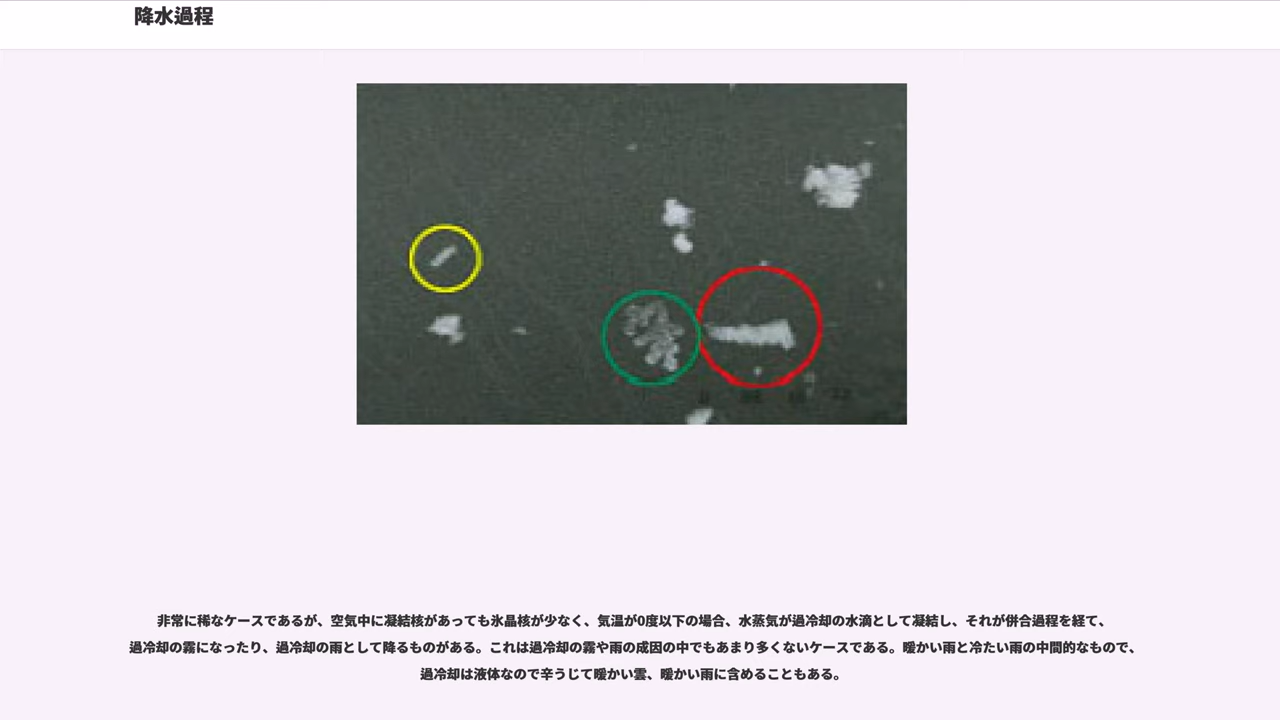 降水過程
非常に稀なケースであるが、空気中に凝結核があっても氷晶核が少なく、気温が0度以下の場合、水蒸気が過冷却の水滴として凝結し、それが併合過程を経て、
過冷却の霧になったり、過冷却の雨として降るものがある。これは過冷却の霧や雨の成因の中でもあまり多くないケースである。暖かい雨と冷たい雨の中間的なもので、
過冷却は液体なので辛うじて暖かい雲、暖かい雨に含めることもある。